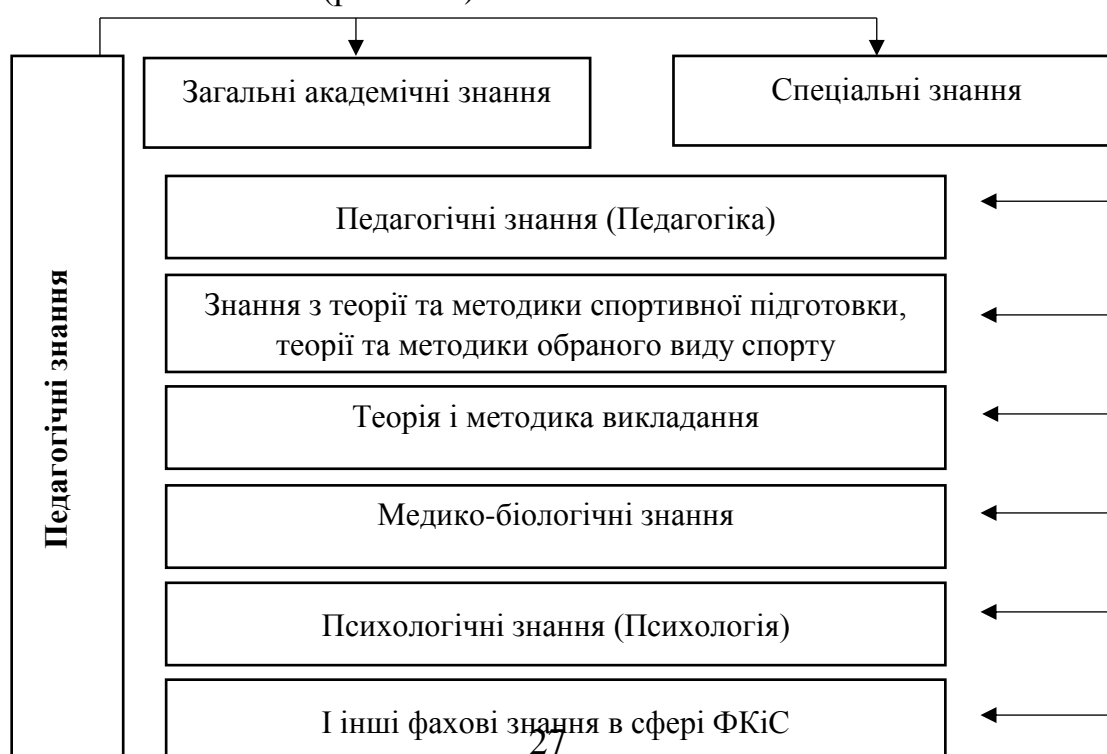 Загальні академічні знання
Спеціальні знання
Педагогічні знання
Педагогічні знання (Педагогіка)
Знання з теорії та методики спортивної підготовки,
теорії та методики обраного виду спорту
Теорія і методика викладання
Медико-біологічні знання
Психологічні знання (Психологія)
І інші фахові знання в сфері ФКіС
27